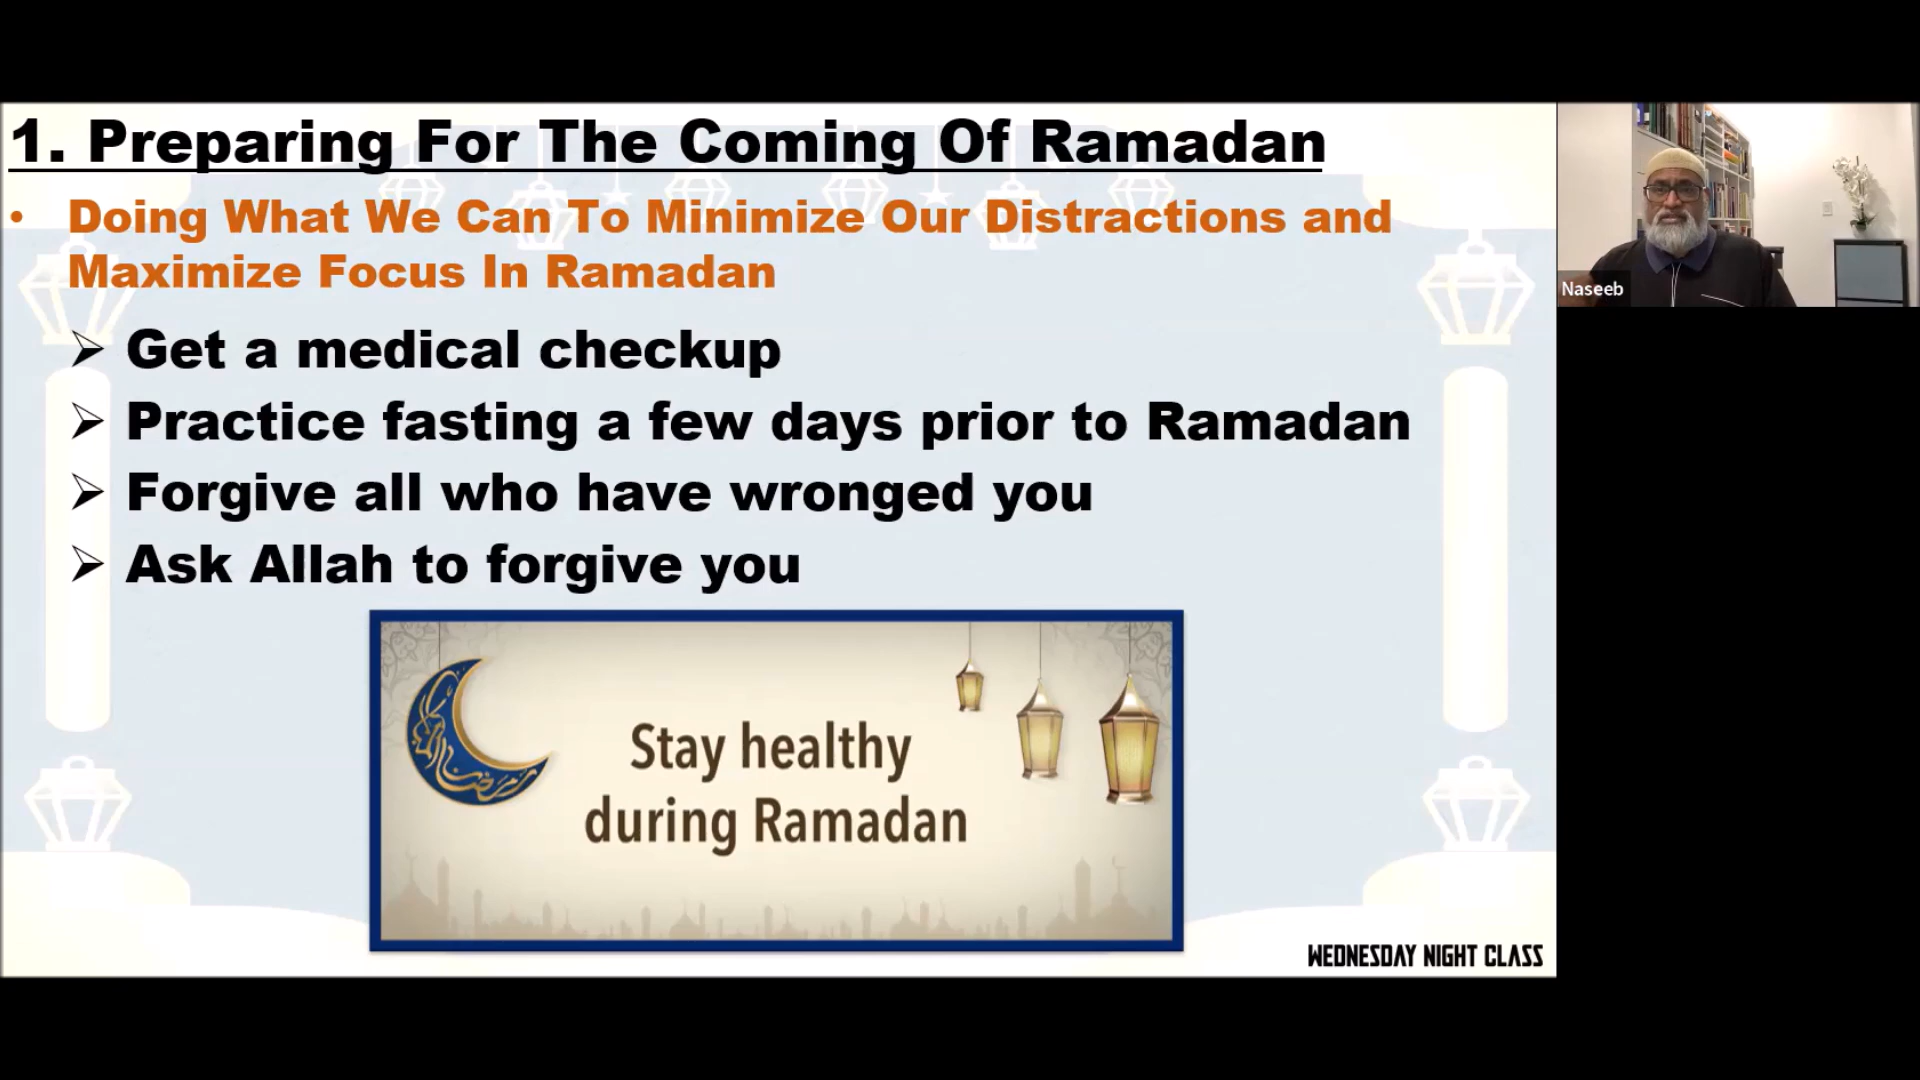 1. Preparing For The Coming Of Ramadan
• Doing What We Can To Minimize Our Distractions and
Maximize Focus In Ramadan
➢ Get a medical checkup
➢ Practice fasting a few days prior to Ramadan
➢ Forgive all who have wronged you
➢ Ask Allah to forgive you
Stay healthy
during Ramadan
WEDNESDAY NIGHT CLASS
Naseeb